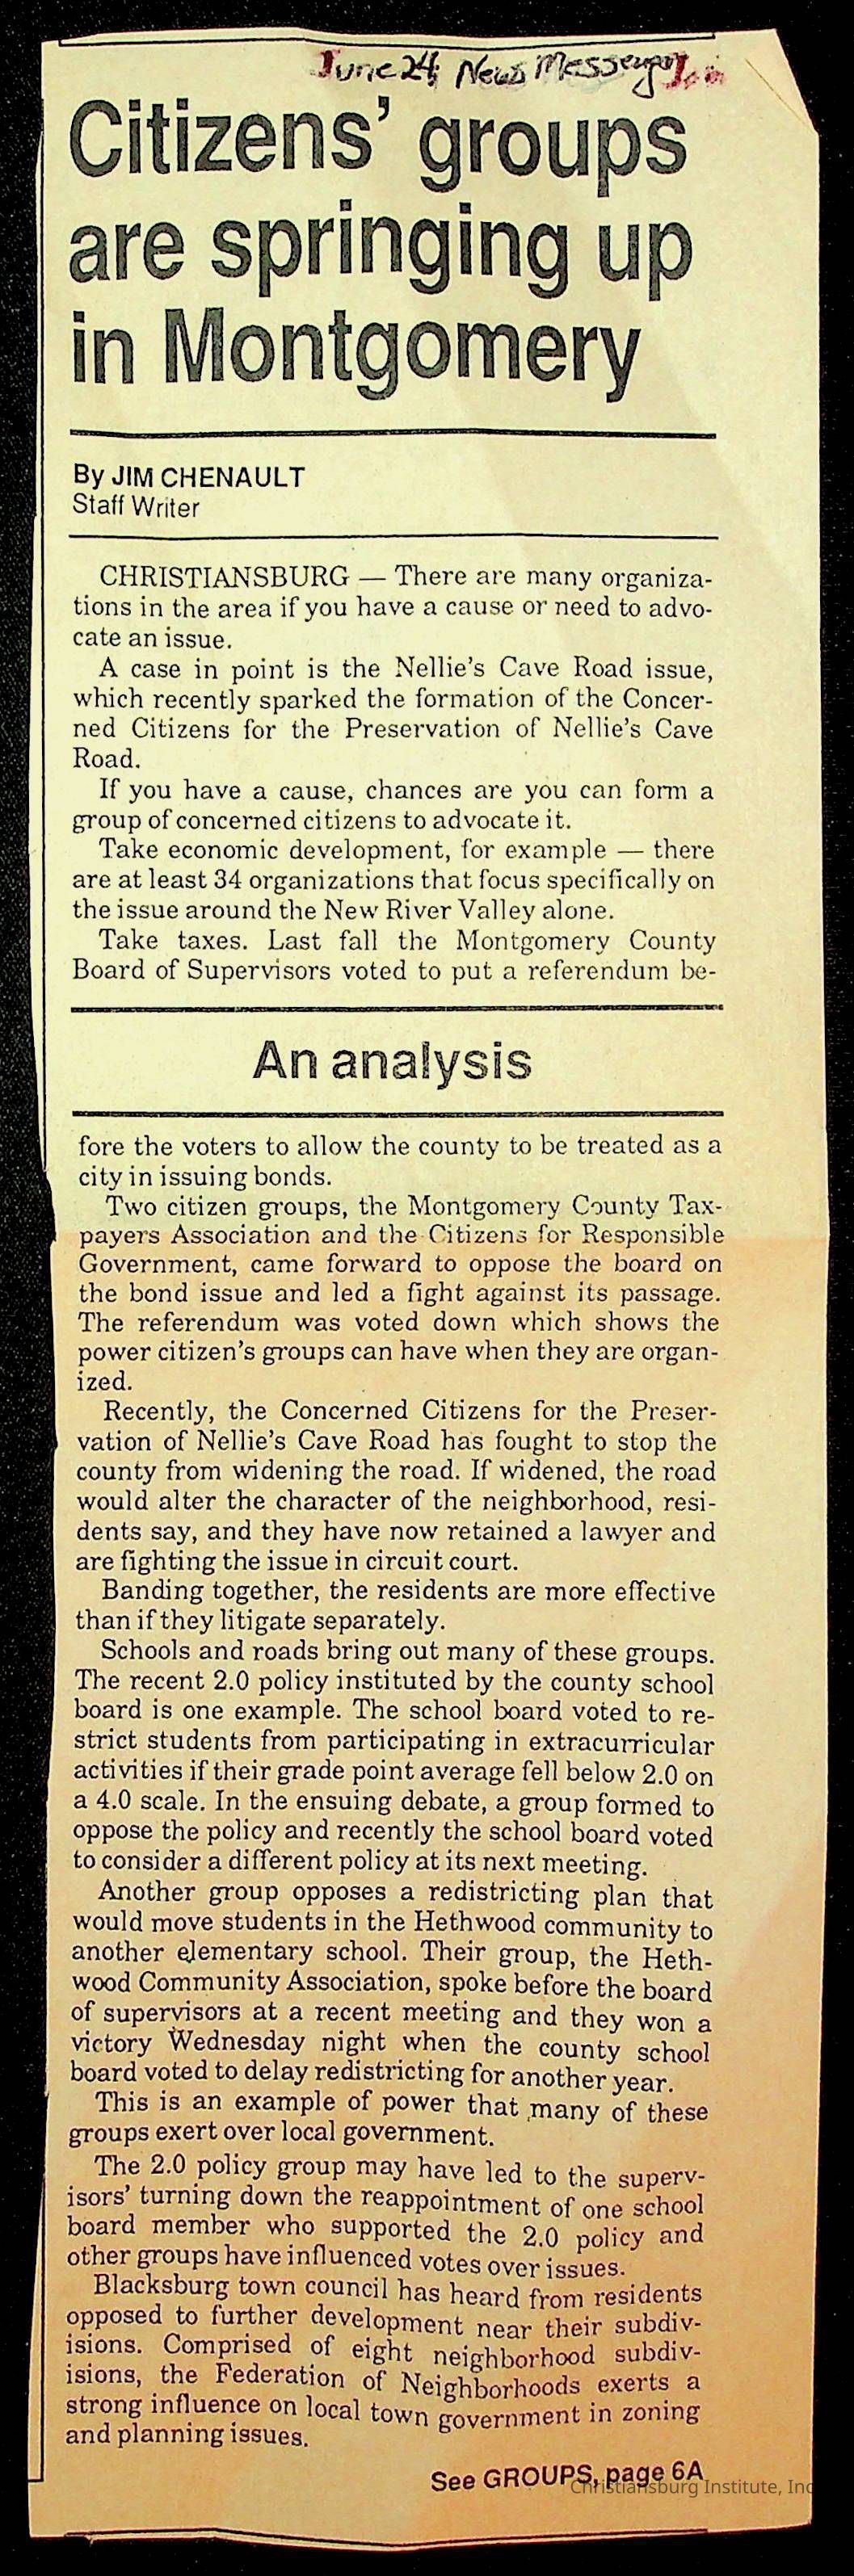 June 24, News Messenger
Citizens' groups
are springing up
in Montgomery
By JIM CHENAULT
Staff Writer
CHRISTIANSBURG — There are many organiza-
tions in the area if you have a cause or need to advo-
cate an issue.
A case in point is the Nellie's Cave Road issue,
which recently sparked the formation of the Concer-
ned Citizens for the Preservation of Nellie's Cave
Road.
If you have a cause, chances are you can form a
group of concerned citizens to advocate it.
Take economic development, for example — there
are at least 34 organizations that focus specifically on
the issue around the New River Valley alone.
Take taxes. Last fall the Montgomery County
Board of Supervisors voted to put a referendum be-
An analysis
fore the voters to allow the county to be treated as a
city in issuing bonds.
Two citizen groups, the Montgomery County Tax-
payers Association and the Citizens for Responsible
Government, came forward to oppose the board on
the bond issue and led a fight against its passage.
The referendum was voted down which shows the
power citizen's groups can have when they are organ-
ized.
Recently, the Concerned Citizens for the Preser-
vation of Nellie's Cave Road has fought to stop the
county from widening the road. If widened, the road
would alter the character of the neighborhood, resi-
dents say, and they have now retained a lawyer and
are fighting the issue in circuit court.
Banding together, the residents are more effective
than if they litigate separately.
Schools and roads bring out many of these groups.
The recent 2.0 policy instituted by the county school
board is one example. The school board voted to re-
strict students from participating in extracurricular
activities if their grade point average fell below 2.0 on
a 4.0 scale. In the ensuing debate, a group formed to
oppose the policy and recently the school board voted
to consider a different policy at its next meeting.
Another group opposes a redistricting plan that
would move students in the Hethwood community to
another elementary school. Their group, the Heth-
wood Community Association, spoke before the board
of supervisors at a recent meeting and they won a
victory Wednesday night when the county school
board voted to delay redistricting for another year.
This is an example of power that many of these
groups exert over local government.
The 2.0 policy group may have led to the superv-
isors' turning down the reappointment of one school
board member who supported the 2.0 policy and
other groups have influenced votes over issues.
Blacksburg town council has heard from residents
opposed to further development near their subdiv-
isions. Comprised of eight neighborhood subdiv-
isions, the Federation of Neighborhoods exerts a
strong influence on local town government in zoning
and planning issues.
See GROUPS, page 6A
Christiansburg Institute, Inc